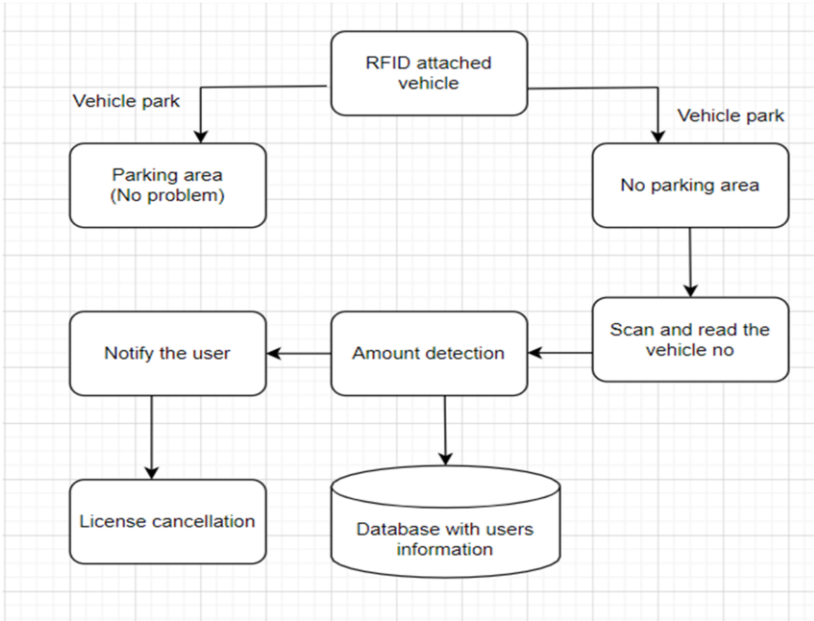 RFID attached
vehicle
Vehicle park
Vehicle park
Parking area
(No problem)
No parking area
Scan and read the
vehicle no
Amount detection
Notify the user
License cancellation
Database with users
information